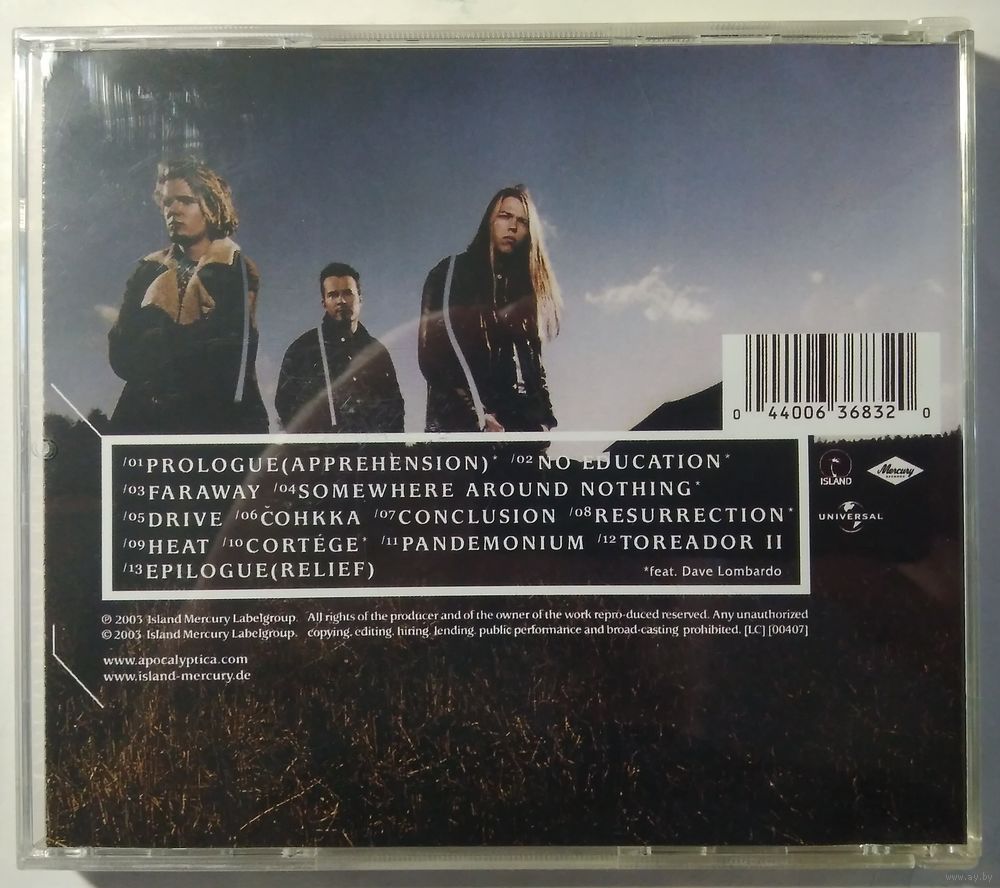 0 44006 36832 0
/01 PROLOGUE(APPREHENSION)* /02 NO EDUCATION*
/03 FARAWAY /04 SOMEWHERE AROUND NOTHING*
/05 DRIVE /06 ČOHKKA /07 CONCLUSION /08 RESURRECTION*
/09 HEAT /10 CORTÉGE* /11 PANDEMONIUM /12 TOREADOR II
/13 EPILOGUE(RELIEF)
*feat. Dave Lombardo
ISLAND
Mercury
RECORDS
UNIVERSAL
℗ 2003 Island Mercury Labelgroup. All rights of the producer and of the owner of the work repro-duced reserved. Any unauthorized
© 2003 Island Mercury Labelgroup. copying, editing, hiring, lending, public performance and broad-casting prohibited. [LC] [00407]
www.apocalyptica.com
www.island-mercury.de
www.ay.by